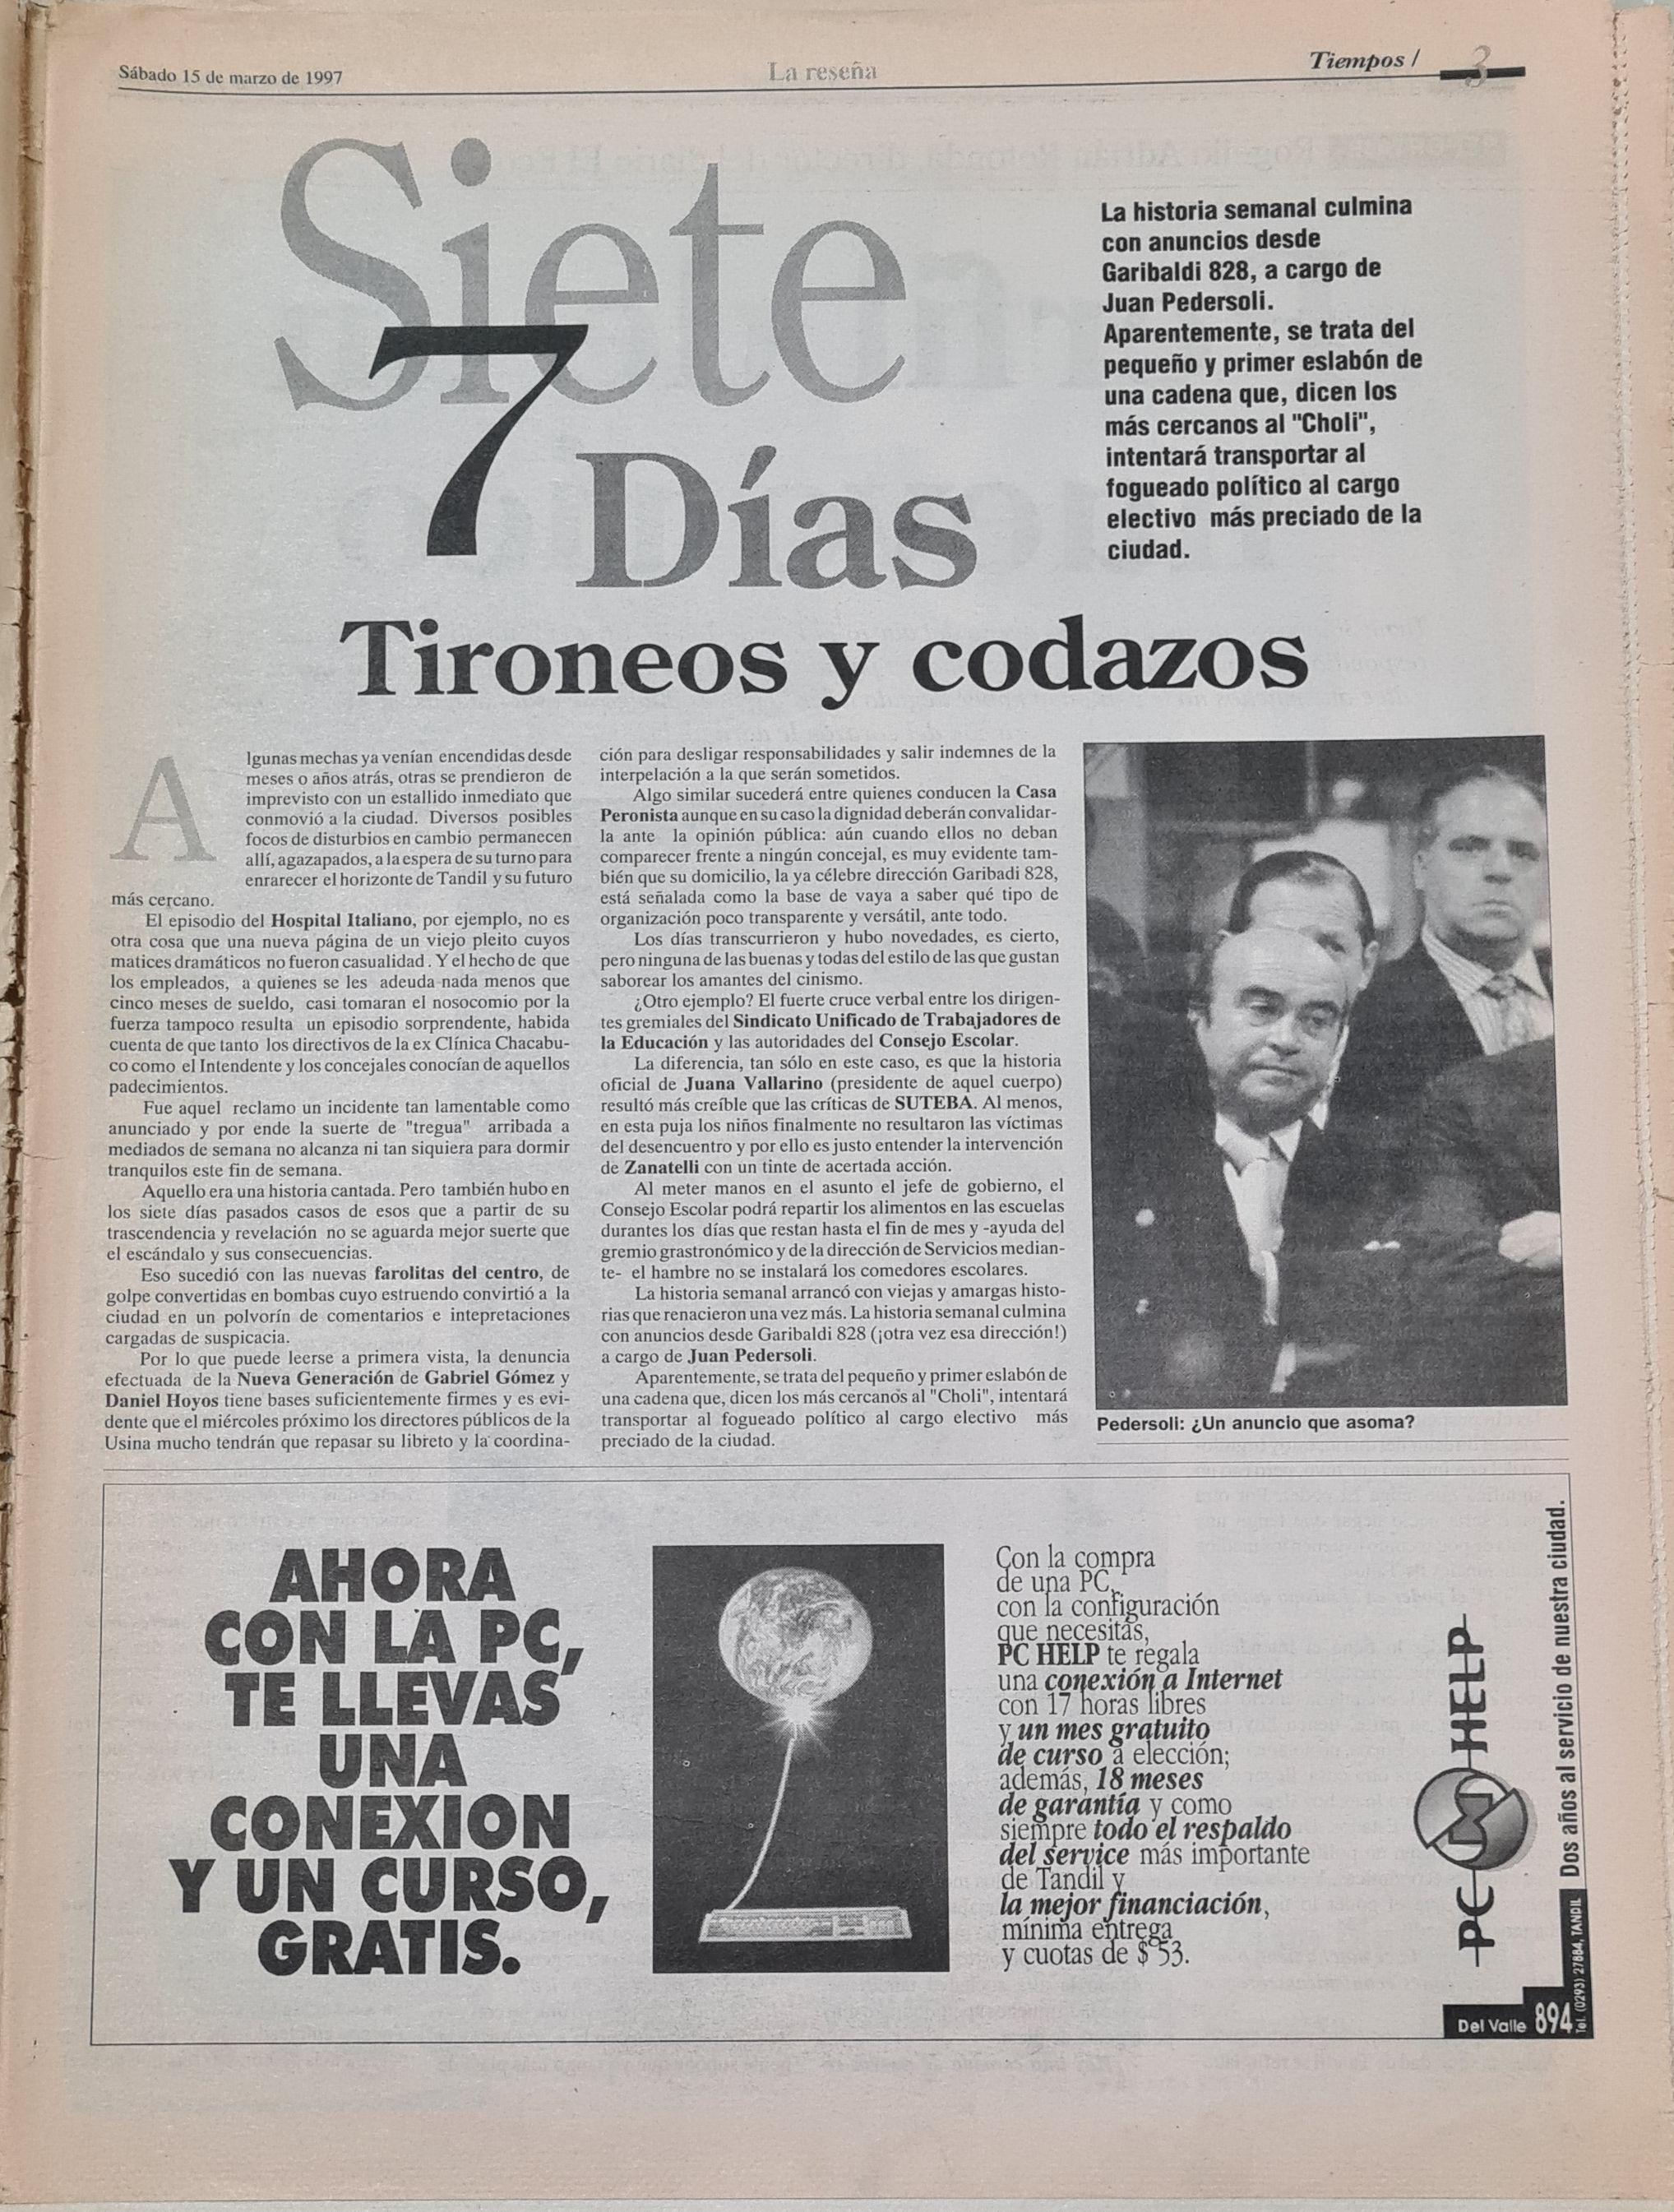 Sábado 15 de marzo de 1997
La reseña
Tiempos / 3
Siete
7
Días
La historia semanal culmina
con anuncios desde
Garibaldi 828, a cargo de
Juan Pedersoli.
Aparentemente, se trata del
pequeño y primer eslabón de
una cadena que, dicen los
más cercanos al "Choli",
intentará transportar al
fogueado político al cargo
electivo más preciado de la
ciudad.
Tironeos y codazos
Algunas mechas ya venían encendidas desde
meses o años atrás, otras se prendieron de
imprevisto con un estallido inmediato que
conmovió a la ciudad. Diversos posibles
focos de disturbios en cambio permanecen
allí, agazapados, a la espera de su turno para
enrarecer el horizonte de Tandil y su futuro
más cercano.
El episodio del Hospital Italiano, por ejemplo, no es
otra cosa que una nueva página de un viejo pleito cuyos
matices dramáticos no fueron casualidad . Y el hecho de que
los empleados, a quienes se les adeuda nada menos que
cinco meses de sueldo, casi tomaran el nosocomio por la
fuerza tampoco resulta un episodio sorprendente, habida
cuenta de que tanto los directivos de la ex Clínica Chacabu-
co como el Intendente y los concejales conocían de aquellos
padecimientos.
Fue aquel reclamo un incidente tan lamentable como
anunciado y por ende la suerte de "tregua" arribada a
mediados de semana no alcanza ni tan siquiera para dormir
tranquilos este fin de semana.
Aquello era una historia cantada. Pero también hubo en
los siete días pasados casos de esos que a partir de su
trascendencia y revelación no se aguarda mejor suerte que
el escándalo y sus consecuencias.
Eso sucedió con las nuevas farolitas del centro, de
golpe convertidas en bombas cuyo estruendo convirtió a la
ciudad en un polvorín de comentarios e intepretaciones
cargadas de suspicacia.
Por lo que puede leerse a primera vista, la denuncia
efectuada de la Nueva Generación de Gabriel Gómez y
Daniel Hoyos tiene bases suficientemente firmes y es evi-
dente que el miércoles próximo los directores públicos de la
Usina mucho tendrán que repasar su libreto y la coordina-
ción para desligar responsabilidades y salir indemnes de la
interpelación a la que serán sometidos.
Algo similar sucederá entre quienes conducen la Casa
Peronista aunque en su caso la dignidad deberán convalidar-
la ante la opinión pública: aún cuando ellos no deban
comparecer frente a ningún concejal, es muy evidente tam-
bién que su domicilio, la ya célebre dirección Garibadi 828,
está señalada como la base de vaya a saber qué tipo de
organización poco transparente y versátil, ante todo.
Los días transcurrieron y hubo novedades, es cierto,
pero ninguna de las buenas y todas del estilo de las que gustan
saborear los amantes del cinismo.
¿Otro ejemplo? El fuerte cruce verbal entre los dirigen-
tes gremiales del Sindicato Unificado de Trabajadores de
la Educación y las autoridades del Consejo Escolar.
La diferencia, tan sólo en este caso, es que la historia
oficial de Juana Vallarino (presidente de aquel cuerpo)
resultó más creíble que las críticas de SUTEBA. Al menos,
en esta puja los niños finalmente no resultaron las víctimas
del desencuentro y por ello es justo entender la intervención
de Zanatelli con un tinte de acertada acción.
Al meter manos en el asunto el jefe de gobierno, el
Consejo Escolar podrá repartir los alimentos en las escuelas
durantes los días que restan hasta el fin de mes y -ayuda del
gremio grastronómico y de la dirección de Servicios median-
te- el hambre no se instalará los comedores escolares.
La historia semanal arrancó con viejas y amargas histo-
rias que renacieron una vez más. La historia semanal culmina
con anuncios desde Garibaldi 828 (¡otra vez esa dirección!)
a cargo de Juan Pedersoli.
Aparentemente, se trata del pequeño y primer eslabón de
una cadena que, dicen los más cercanos al "Choli", intentará
transportar al fogueado político al cargo electivo más
preciado de la ciudad.
Pedersoli: ¿Un anuncio que asoma?
AHORA
CON LA PC,
TE LLEVAS
UNA
CONEXION
Y UN CURSO,
GRATIS.
Con la compra
de una PC,
con la configuración
que necesitas,
PC HELP te regala
una conexión a Internet
con 17 horas libres
y un mes gratuito
de curso a elección;
además, 18 meses
de garantía y como
siempre todo el respaldo
del service más importante
de Tandil y
la mejor financiación,
mínima entrega
y cuotas de $ 53.
PC HELP
Dos años al servicio de nuestra ciudad.
Del Valle 894
Tel. (0293) 27884, TANDIL